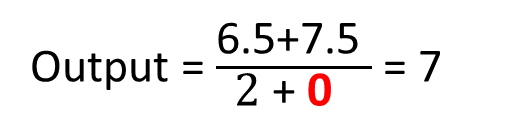 Output = 6.5+7.5 / 2 + 0 = 7